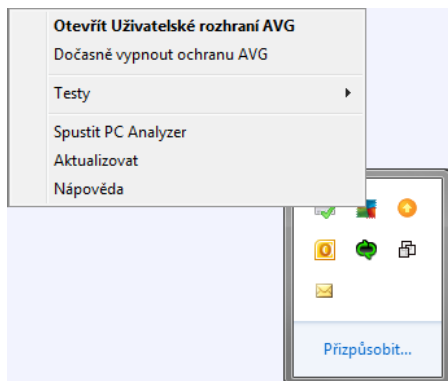 Otevřít Uživatelské rozhraní AVG
Dočasně vypnout ochranu AVG
Testy
Spustit PC Analyzer
Aktualizovat
Nápověda
Přizpůsobit...